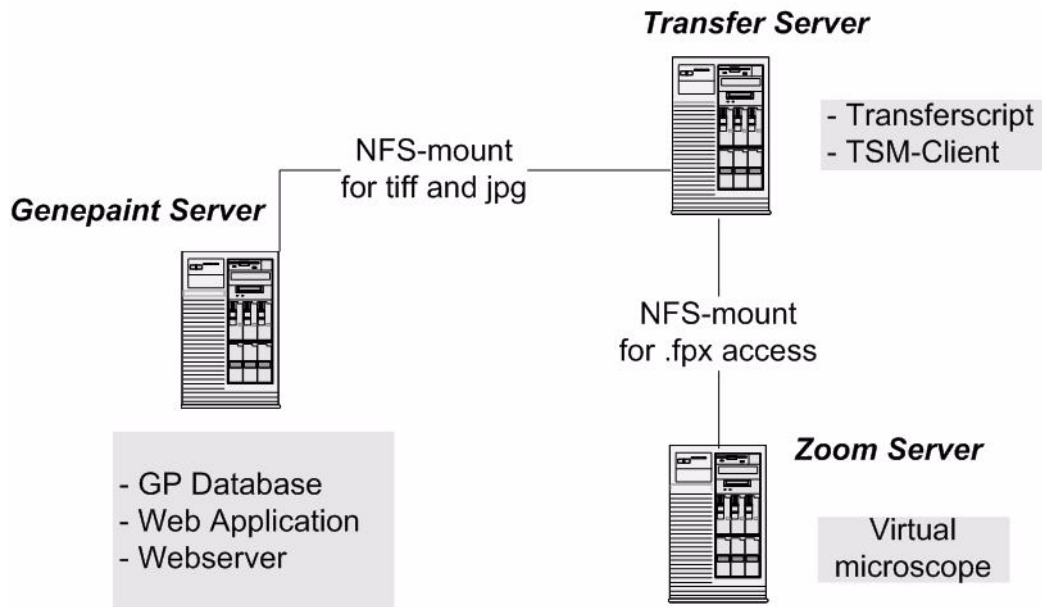 Transfer Server
- Transferscript
- TSM-Client
NFS-mount
for tiff and jpg
Genepaint Server
NFS-mount
for .fpx access
- GP Database
- Web Application
- Webserver
Zoom Server
Virtual
microscope